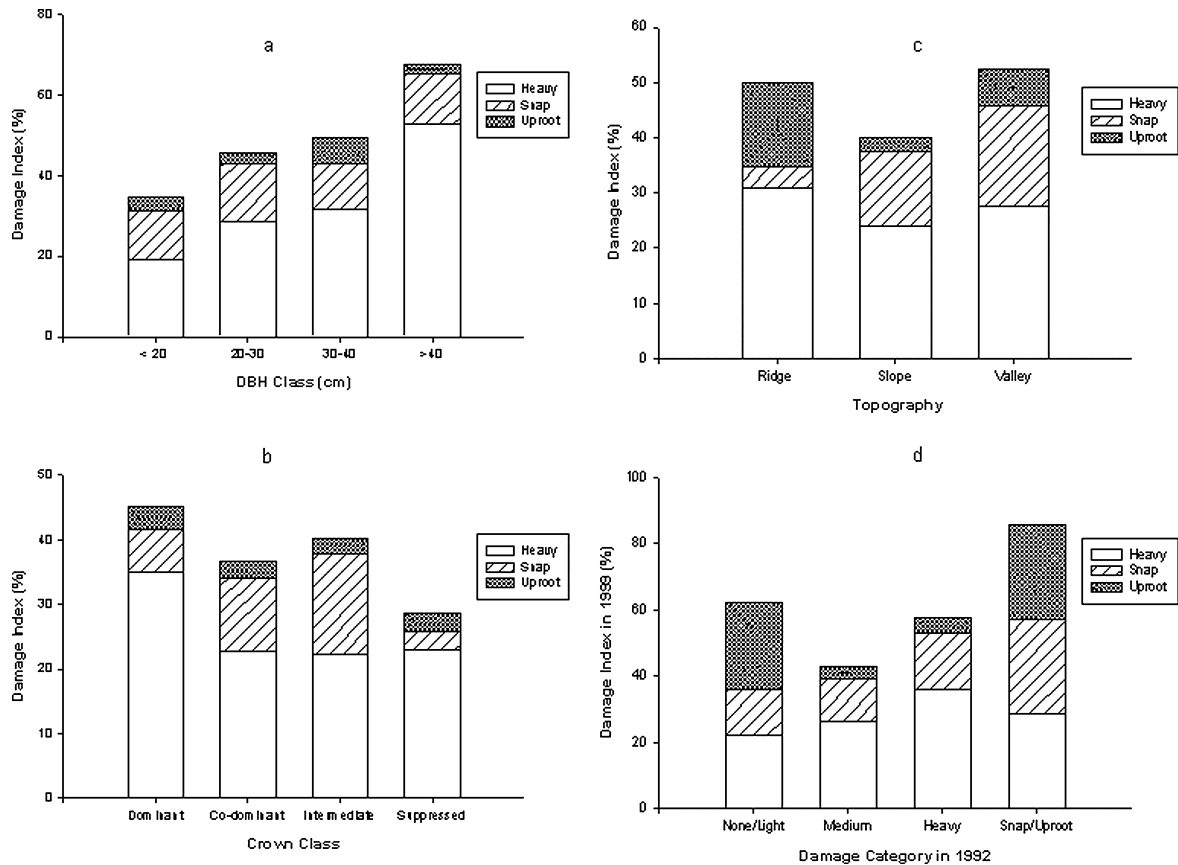 a
80
60
40
20
0
Damage Index (%)
Heavy
Snap
Uproot
< 20
20-30
30-40
>40
DBH Class (cm)
c
60
50
40
30
20
10
0
Damage Index (%)
Heavy
Snap
Uproot
Ridge
Slope
Valley
Topography
b
50
40
30
20
10
0
Damage Index (%)
Heavy
Snap
Uproot
Dominant
Co-dominant
Intermediate
Suppressed
Crown Class
d
100
80
60
40
20
0
Damage Index in 1999 (%)
Heavy
Snap
Uproot
None/Light
Medium
Heavy
Snap/Uproot
Damage Category in 1992